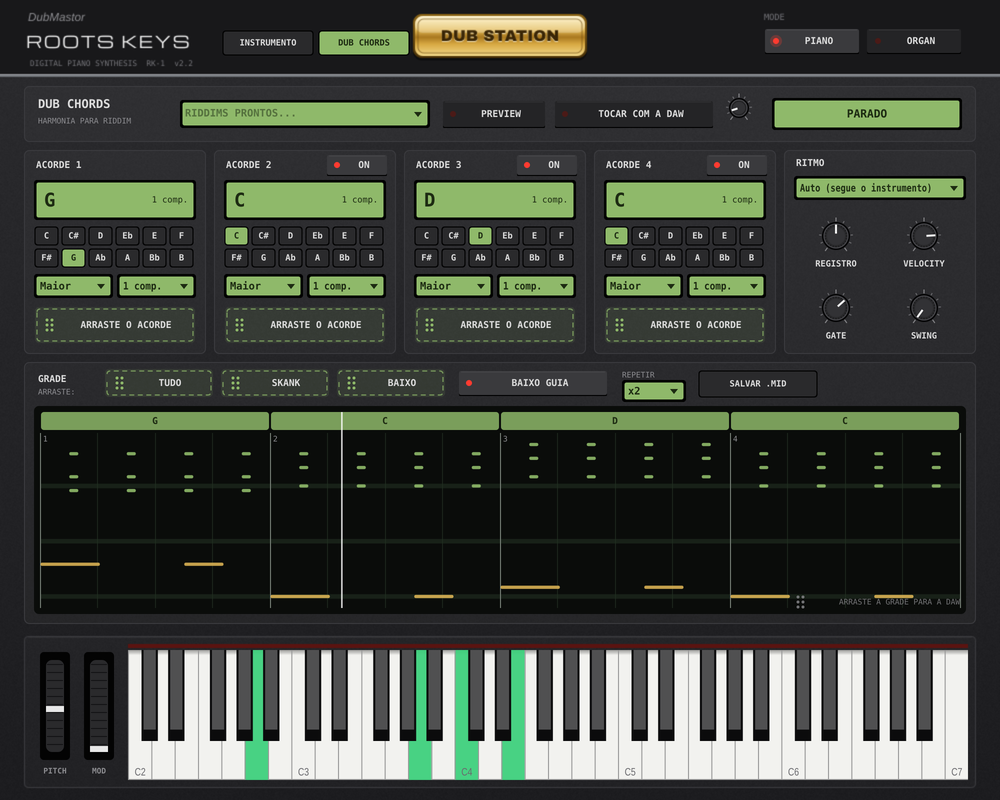 DubMastor
ROOTS KEYS
DIGITAL PIANO SYNTHESIS RK-1 v2.2
INSTRUMENTO
DUB CHORDS
DUB STATION
MODE
PIANO
ORGAN
DUB CHORDS
HARMONIA PARA RIDDIM
RIDDIMS PRONTOS...
PREVIEW
TOCAR COM A DAW
PARADO
ACORDE 1
G 1 comp.
C C# D Eb E F
F# G Ab A Bb B
Maior 1 comp.
ARRASTE O ACORDE
ACORDE 2 ON
C 1 comp.
C C# D Eb E F
F# G Ab A Bb B
Maior 1 comp.
ARRASTE O ACORDE
ACORDE 3 ON
D 1 comp.
C C# D Eb E F
F# G Ab A Bb B
Maior 1 comp.
ARRASTE O ACORDE
ACORDE 4 ON
C 1 comp.
C C# D Eb E F
F# G Ab A Bb B
Maior 1 comp.
ARRASTE O ACORDE
RITMO
Auto (segue o instrumento)
REGISTRO VELOCITY
GATE SWING
GRADE
ARRASTE:
TUDO
SKANK
BAIXO
BAIXO GUIA
REPETIR
x2
SALVAR .MID
G C D C
1 2 3 4
ARRASTE A GRADE PARA A DAW
PITCH MOD
C2 C3 C4 C5 C6 C7